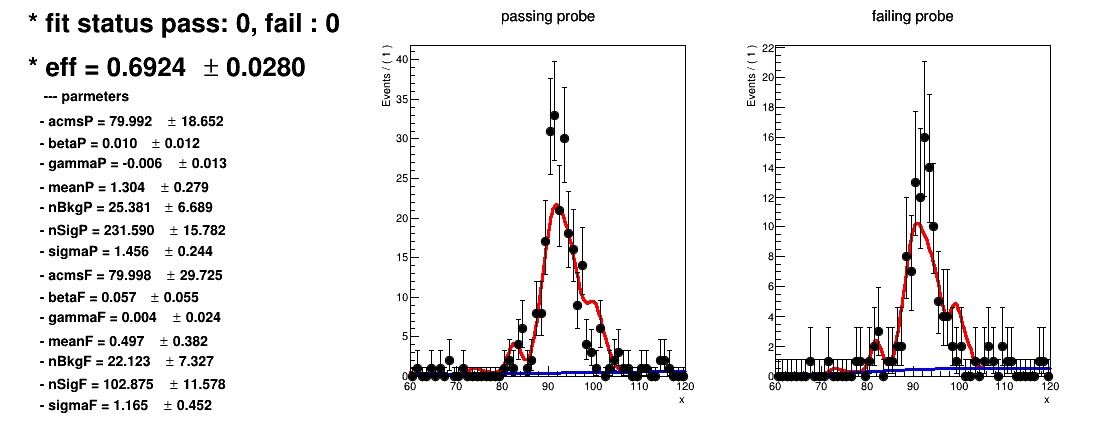 * fit status pass: 0, fail : 0
* eff = 0.6924 ± 0.0280
--- parmeters
- acmsP = 79.992 ± 18.652
- betaP = 0.010 ± 0.012
- gammaP = -0.006 ± 0.013
- meanP = 1.304 ± 0.279
- nBkgP = 25.381 ± 6.689
- nSigP = 231.590 ± 15.782
- sigmaP = 1.456 ± 0.244
- acmsF = 79.998 ± 29.725
- betaF = 0.057 ± 0.055
- gammaF = 0.004 ± 0.024
- meanF = 0.497 ± 0.382
- nBkgF = 22.123 ± 7.327
- nSigF = 102.875 ± 11.578
- sigmaF = 1.165 ± 0.452
passing probe
Events / ( 1 )
40
35
30
25
20
15
10
5
0
60 70 80 90 100 110 120
x
failing probe
Events / ( 1 )
22
20
18
16
14
12
10
8
6
4
2
0
60 70 80 90 100 110 120
x